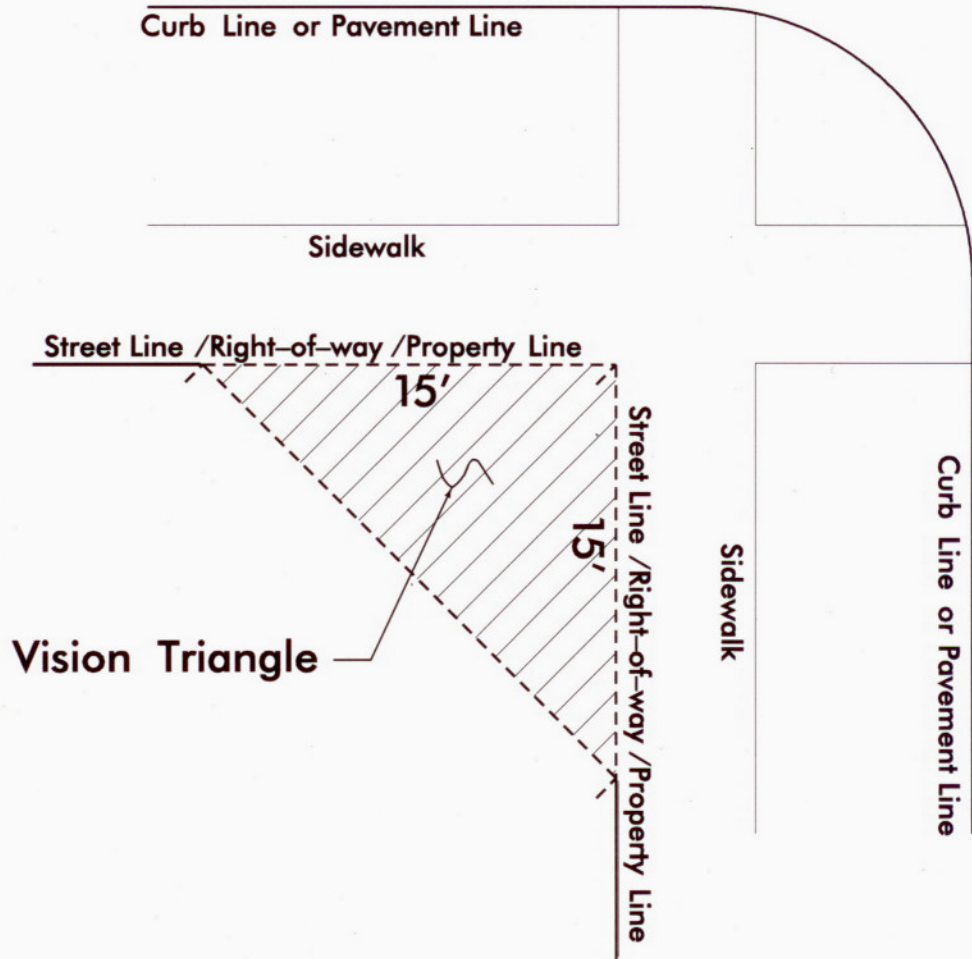 Curb Line or Pavement Line
Sidewalk
Street Line /Right-of-way /Property Line
15'
Street Line /Right-of-way /Property Line
15'
Sidewalk
Curb Line or Pavement Line
Vision Triangle